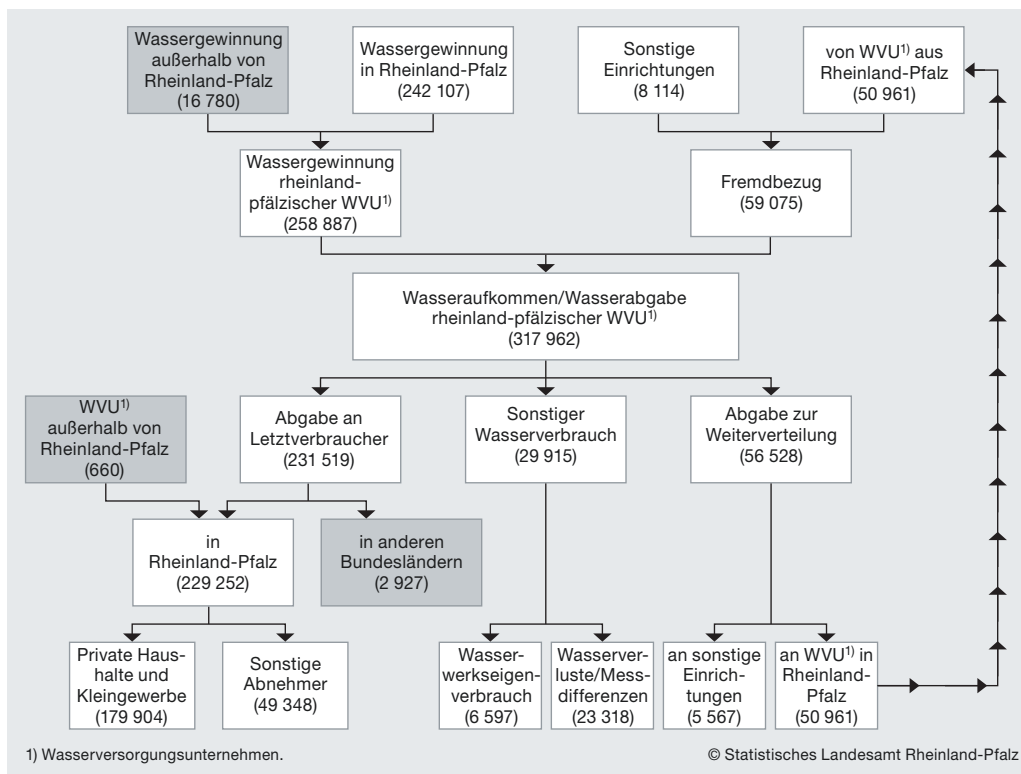 Wassergewinnung
außerhalb von
Rheinland-Pfalz
(16 780)
Wassergewinnung
in Rheinland-Pfalz
(242 107)
Sonstige
Einrichtungen
(8 114)
von WVU1) aus
Rheinland-Pfalz
(50 961)
Wassergewinnung
rheinland-
pfälzischer WVU1)
(258 887)
Fremdbezug
(59 075)
Wasseraufkommen/Wasserabgabe
rheinland-pfälzischer WVU1)
(317 962)
WVU1)
außerhalb von
Rheinland-Pfalz
(660)
Abgabe an
Letztverbraucher
(231 519)
Sonstiger
Wasserverbrauch
(29 915)
Abgabe zur
Weiterverteilung
(56 528)
in
Rheinland-Pfalz
(229 252)
in anderen
Bundesländern
(2 927)
Private Haus-
halte und
Kleingewerbe
(179 904)
Sonstige
Abnehmer
(49 348)
Wasser-
werkseigen-
verbrauch
(6 597)
Wasserver-
luste/Mess-
differenzen
(23 318)
an sonstige
Einrich-
tungen
(5 567)
an WVU1) in
Rheinland-
Pfalz
(50 961)
1) Wasserversorgungsunternehmen.
© Statistisches Landesamt Rheinland-Pfalz